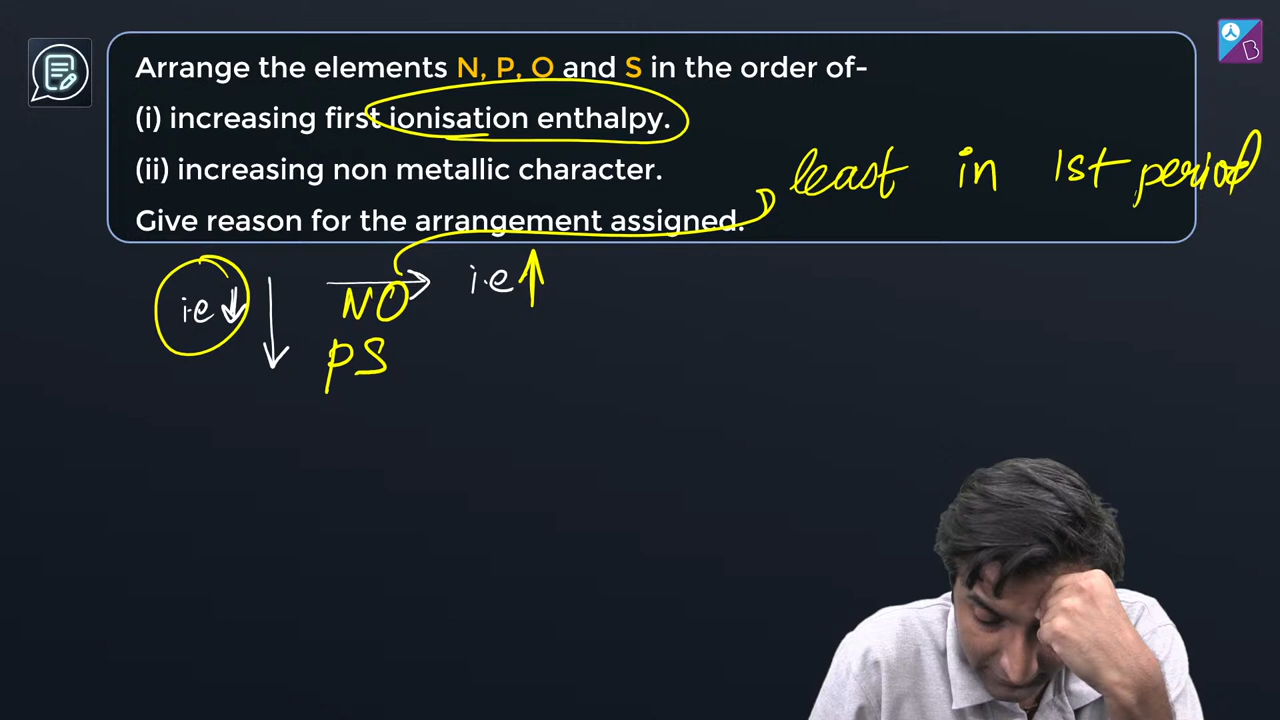 Arrange the elements N, P, O and S in the order of-
(i) increasing first ionisation enthalpy.
(ii) increasing non metallic character.
least in 1st period
Give reason for the arrangement assigned.
i.e ↓ ↓ NO → i.e ↑
PS
B